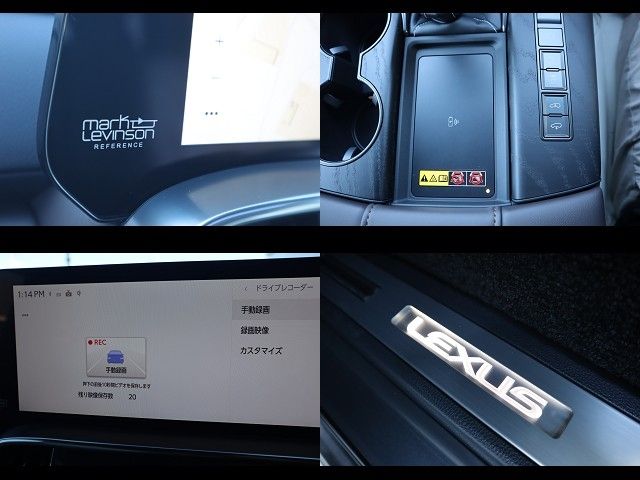 mark
Levinson
REFERENCE
1:14 PM
ドライブレコーダー
手動録画
録画映像
カスタマイズ
REC
手動録画
残り映像保存数 20
LEXUS